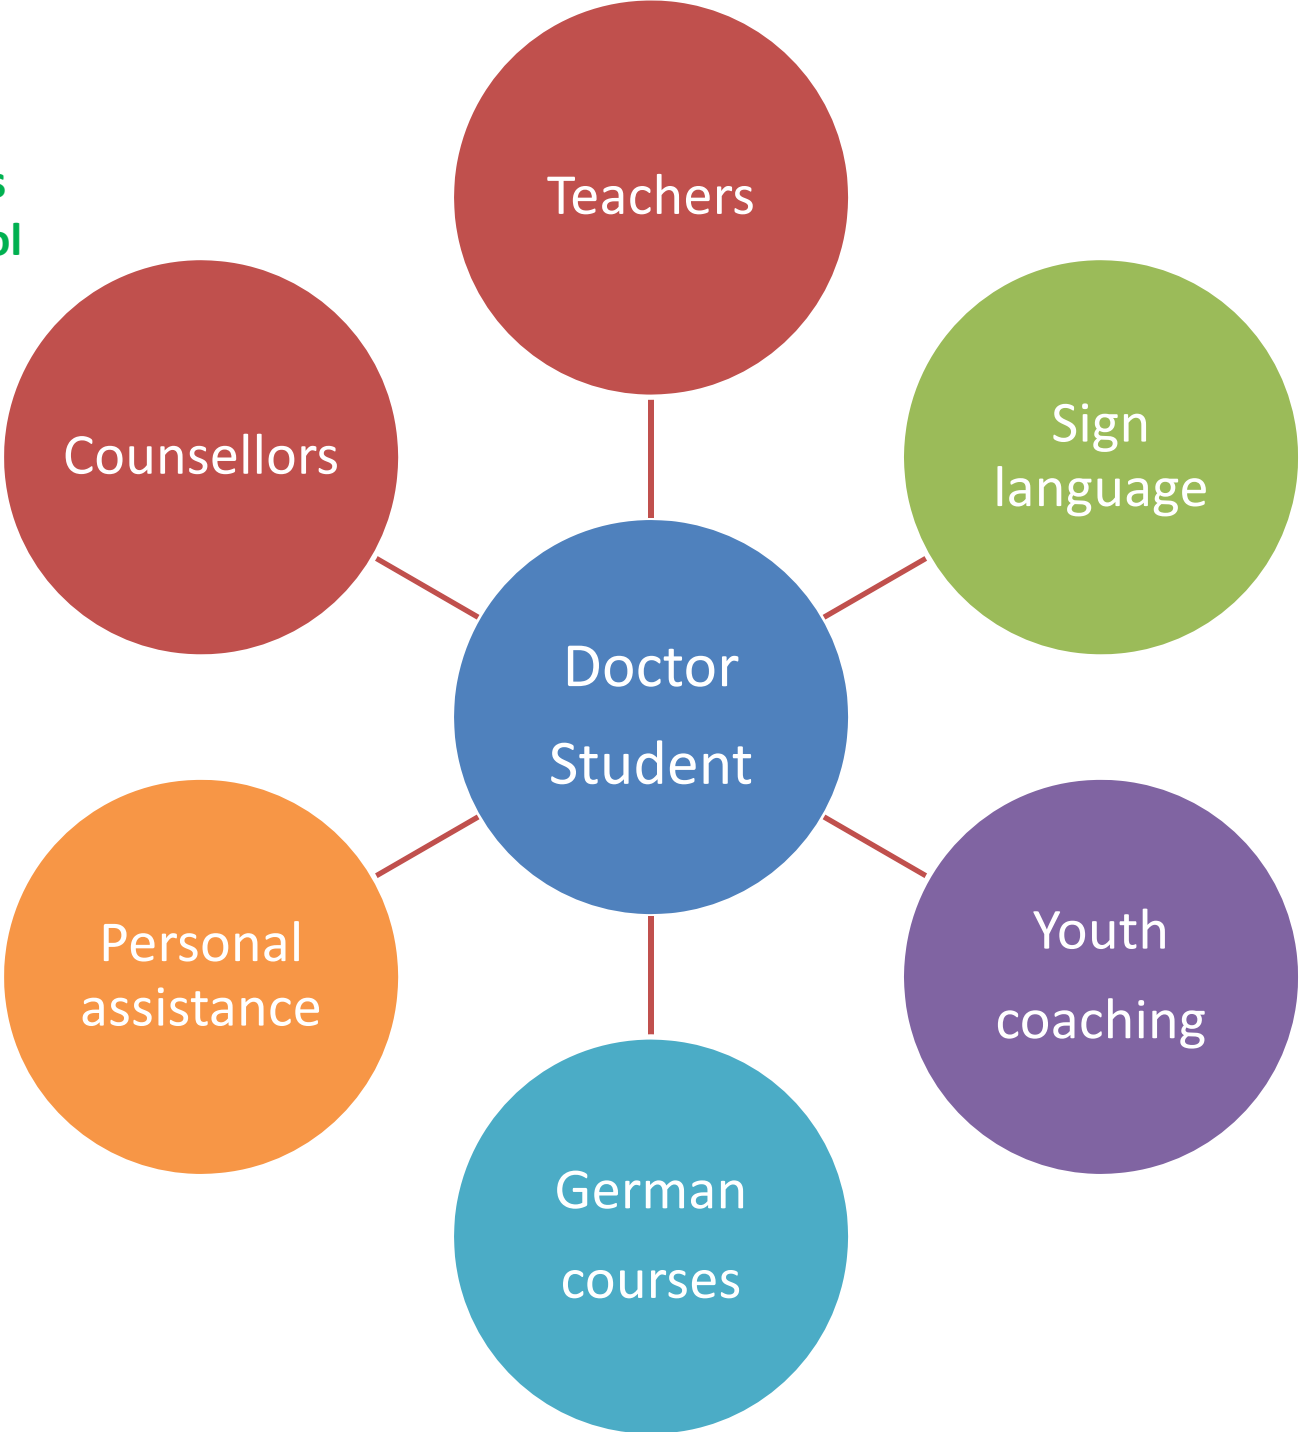 Teachers
Counsellors
Sign
language
Doctor
Student
Personal
assistance
Youth
coaching
German
courses